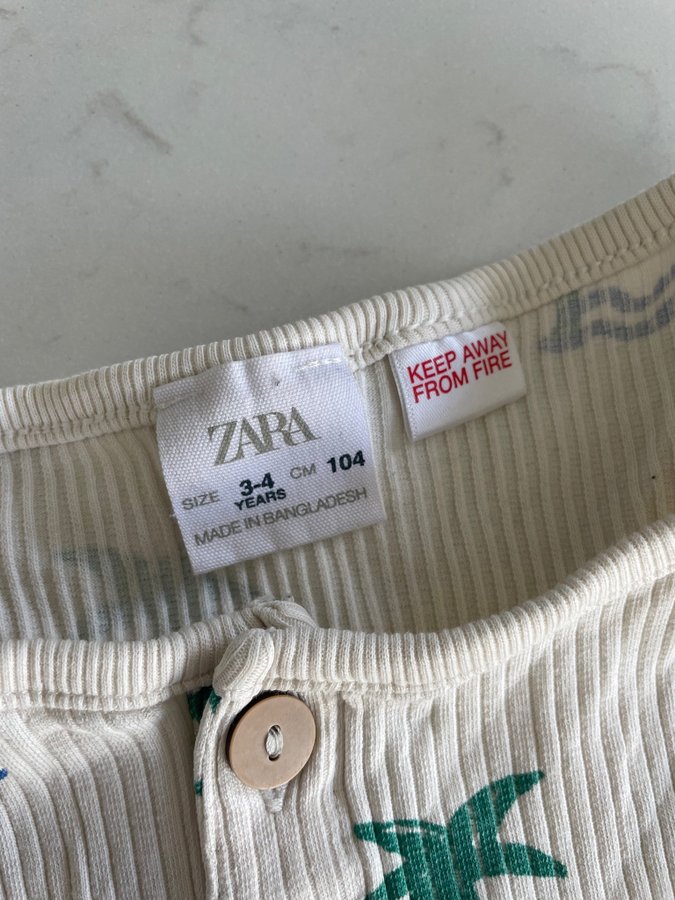 ZARA
SIZE 3-4 YEARS CM 104
MADE IN BANGLADESH
KEEP AWAY
FROM FIRE